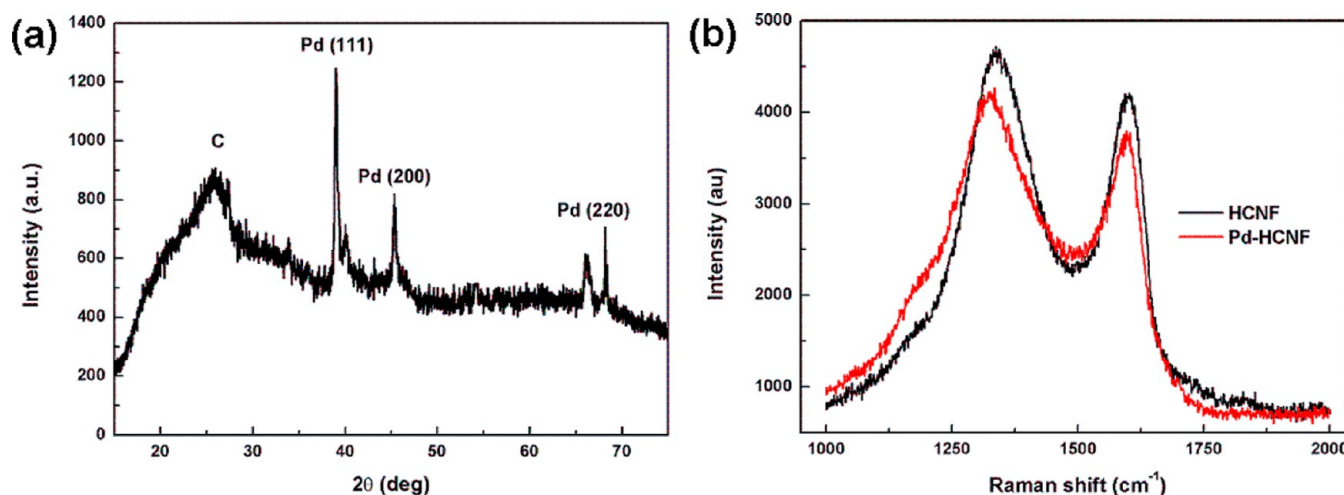 (a)
1400
1200
1000
800
600
400
200
0
Intensity (a.u.)
C
Pd (111)
Pd (200)
Pd (220)
20 30 40 50 60 70
2θ (deg)
(b)
5000
4000
3000
2000
1000
Intensity (au)
HCNF
Pd-HCNF
1000 1250 1500 1750 2000
Raman shift (cm⁻¹)